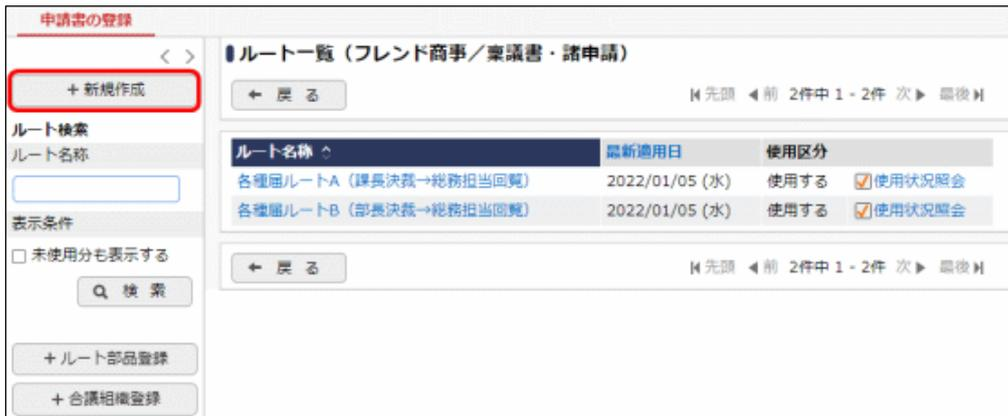 申請書の登録
< >
+ 新規作成
ルート検索
ルート名称
表示条件
未使用分も表示する
検 索
+ ルート部品登録
+ 合議組織登録
ルート一覧（フレンド商事／稟議書・諸申請）
戻 る
先頭 前 2件中 1 - 2件 次 最後
ルート名称 最新適用日 使用区分
各種届ルートA（課長決裁→総務担当回覧） 2022/01/05 (水) 使用する 使用状況照会
各種届ルートB（部長決裁→総務担当回覧） 2022/01/05 (水) 使用する 使用状況照会
戻 る
先頭 前 2件中 1 - 2件 次 最後